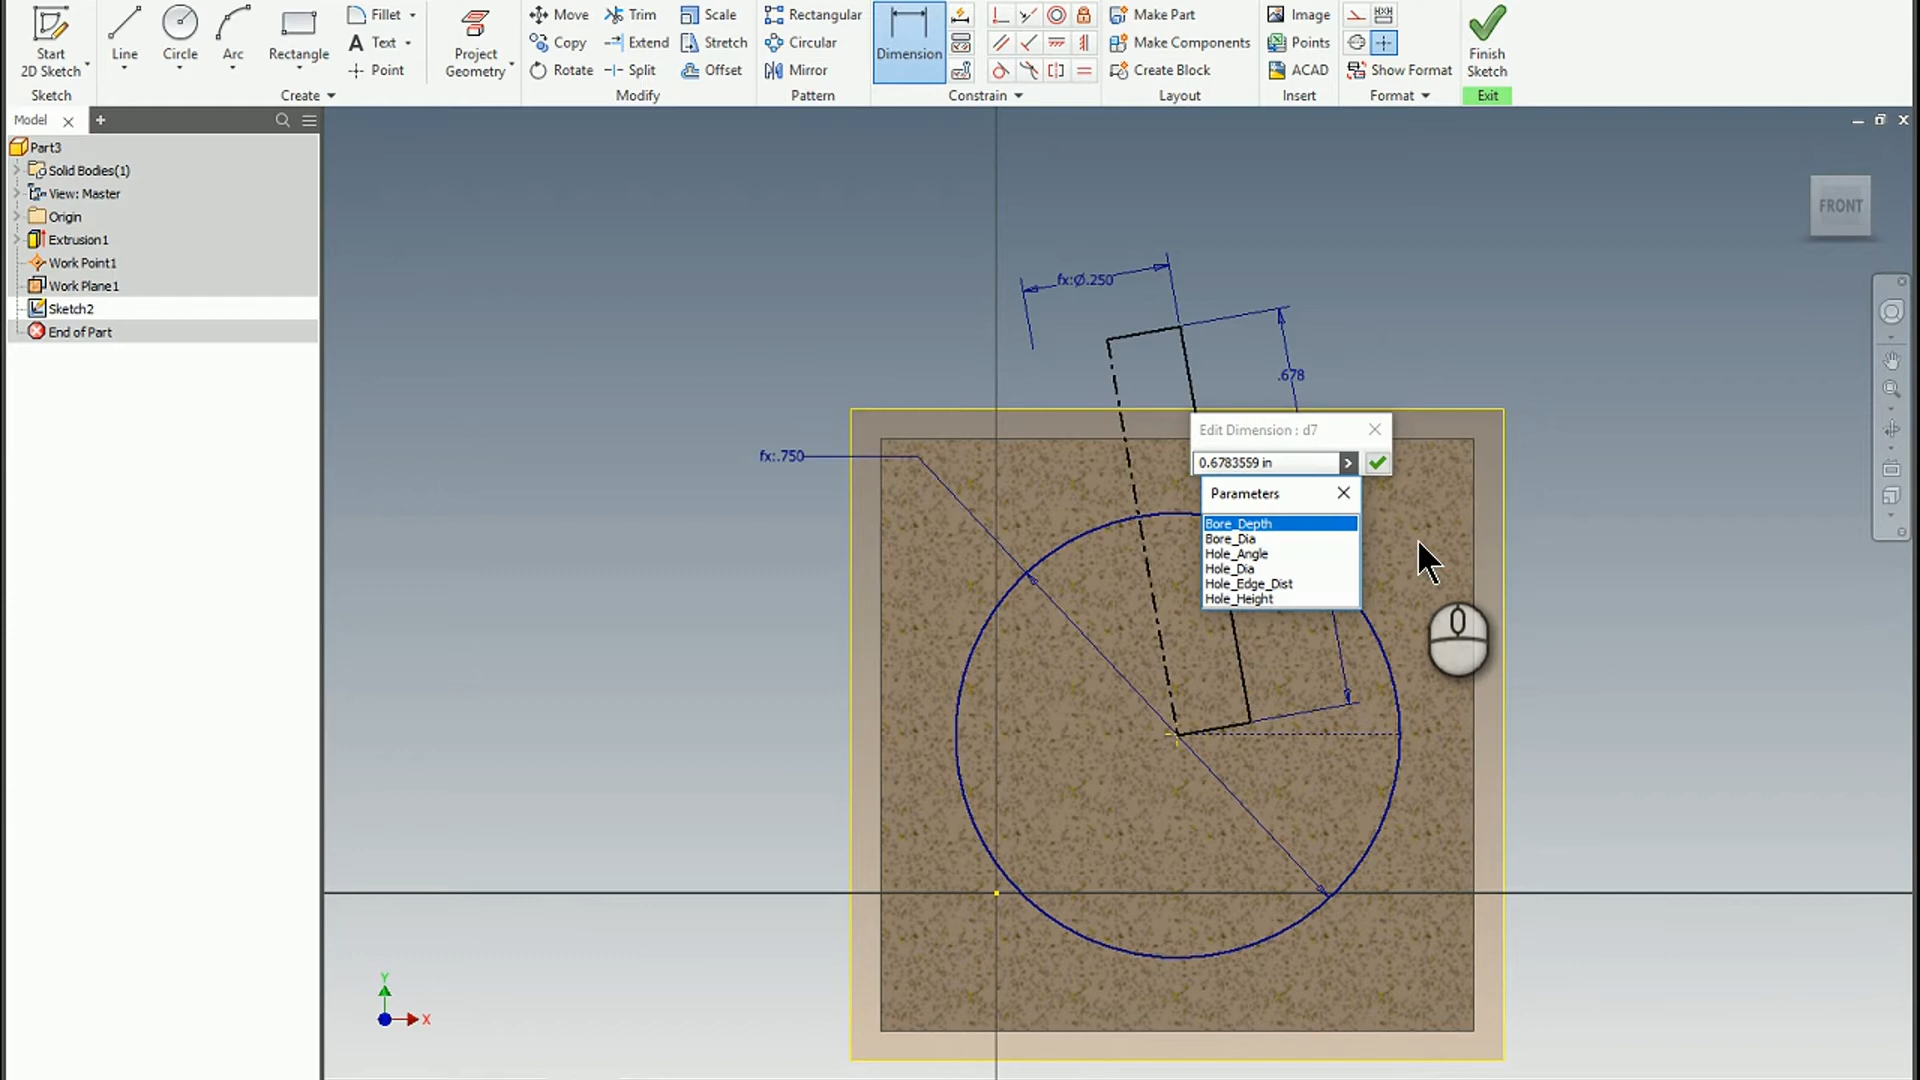 Start
2D Sketch
Line
Circle
Arc
Rectangle
Fillet
Text
Point
Project
Geometry
Move
Copy
Rotate
Trim
Extend
Split
Scale
Stretch
Offset
Rectangular
Circular
Mirror
Dimension
Make Part
Make Components
Create Block
Image
Points
ACAD
Show Format
Finish
Sketch
Sketch
Create
Modify
Pattern
Constrain
Layout
Insert
Format
Exit
Model
Part3
Solid Bodies(1)
View: Master
Origin
Extrusion1
Work Point1
Work Plane1
Sketch2
End of Part
FRONT
fx:Ø.250
.678
fx:.750
Edit Dimension : d7
0.6783559 in
Parameters
Bore_Depth
Bore_Dia
Hole_Angle
Hole_Dia
Hole_Edge_Dist
Hole_Height
Y
X